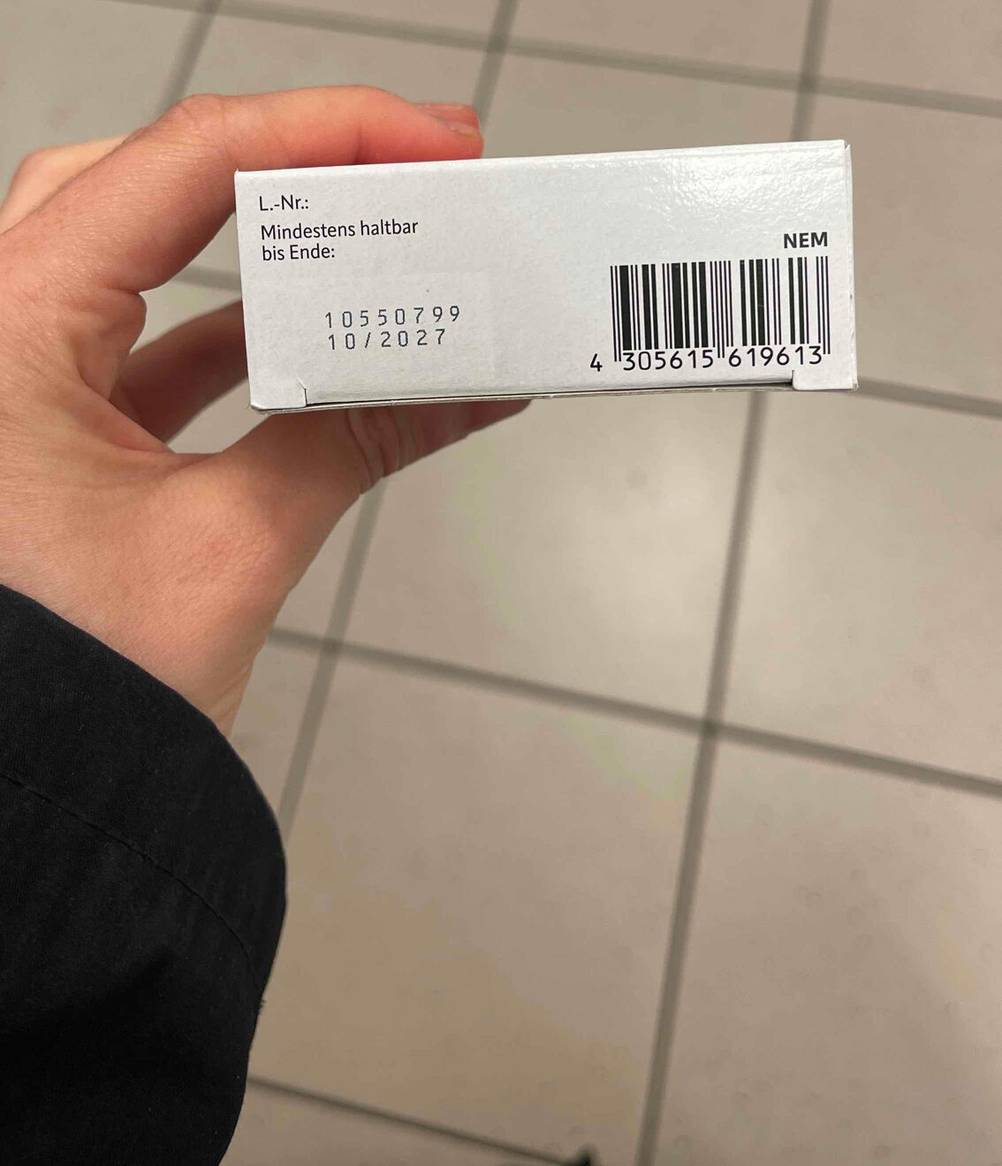 L.-Nr.:
Mindestens haltbar
bis Ende:
10550799
10/2027
NEM
4 305615 619613